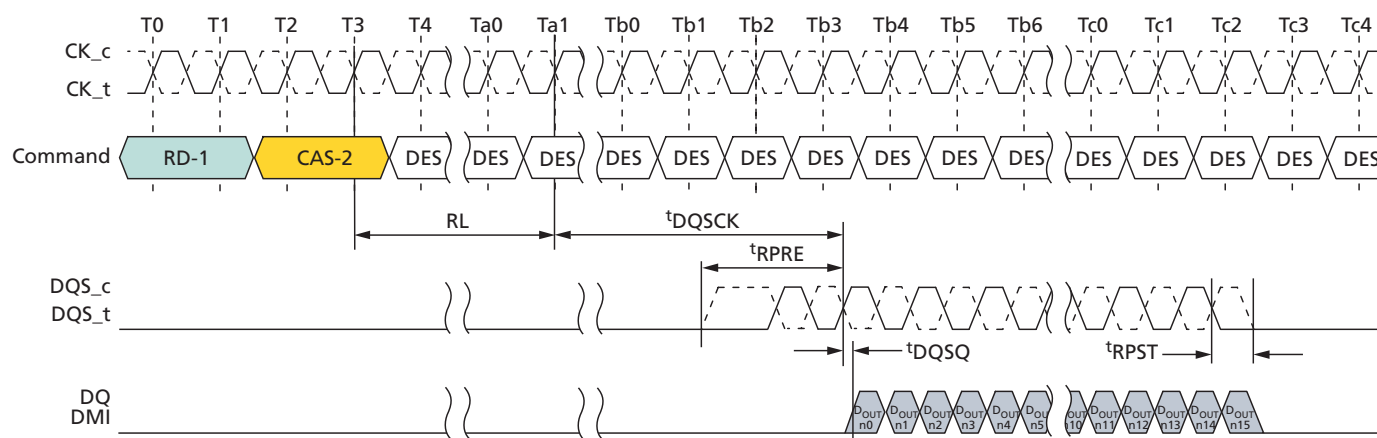 T0 T1 T2 T3 T4 Ta0 Ta1 Tb0 Tb1 Tb2 Tb3 Tb4 Tb5 Tb6 Tc0 Tc1 Tc2 Tc3 Tc4
CK_c
CK_t
Command RD-1 CAS-2 DES DES DES DES DES DES DES DES DES DES DES DES DES DES DES
RL tDQSCK
tRPRE
DQS_c
DQS_t
tDQSQ tRPST
DQ
DMI
DOUT n0 DOUT n1 DOUT n2 DOUT n3 DOUT n4 DOUT n5 DOUT n10 DOUT n11 DOUT n12 DOUT n13 DOUT n14 DOUT n15